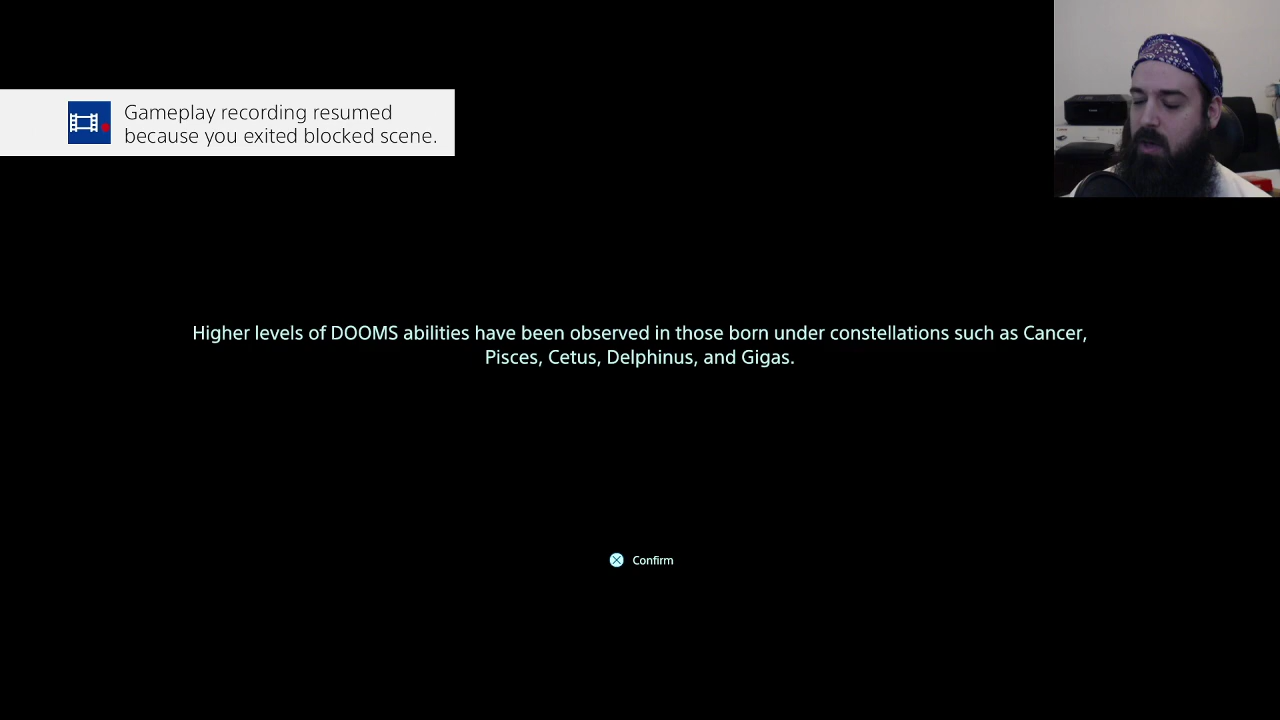 Gameplay recording resumed
because you exited blocked scene.
Higher levels of DOOMS abilities have been observed in those born under constellations such as Cancer,
Pisces, Cetus, Delphinus, and Gigas.
Confirm